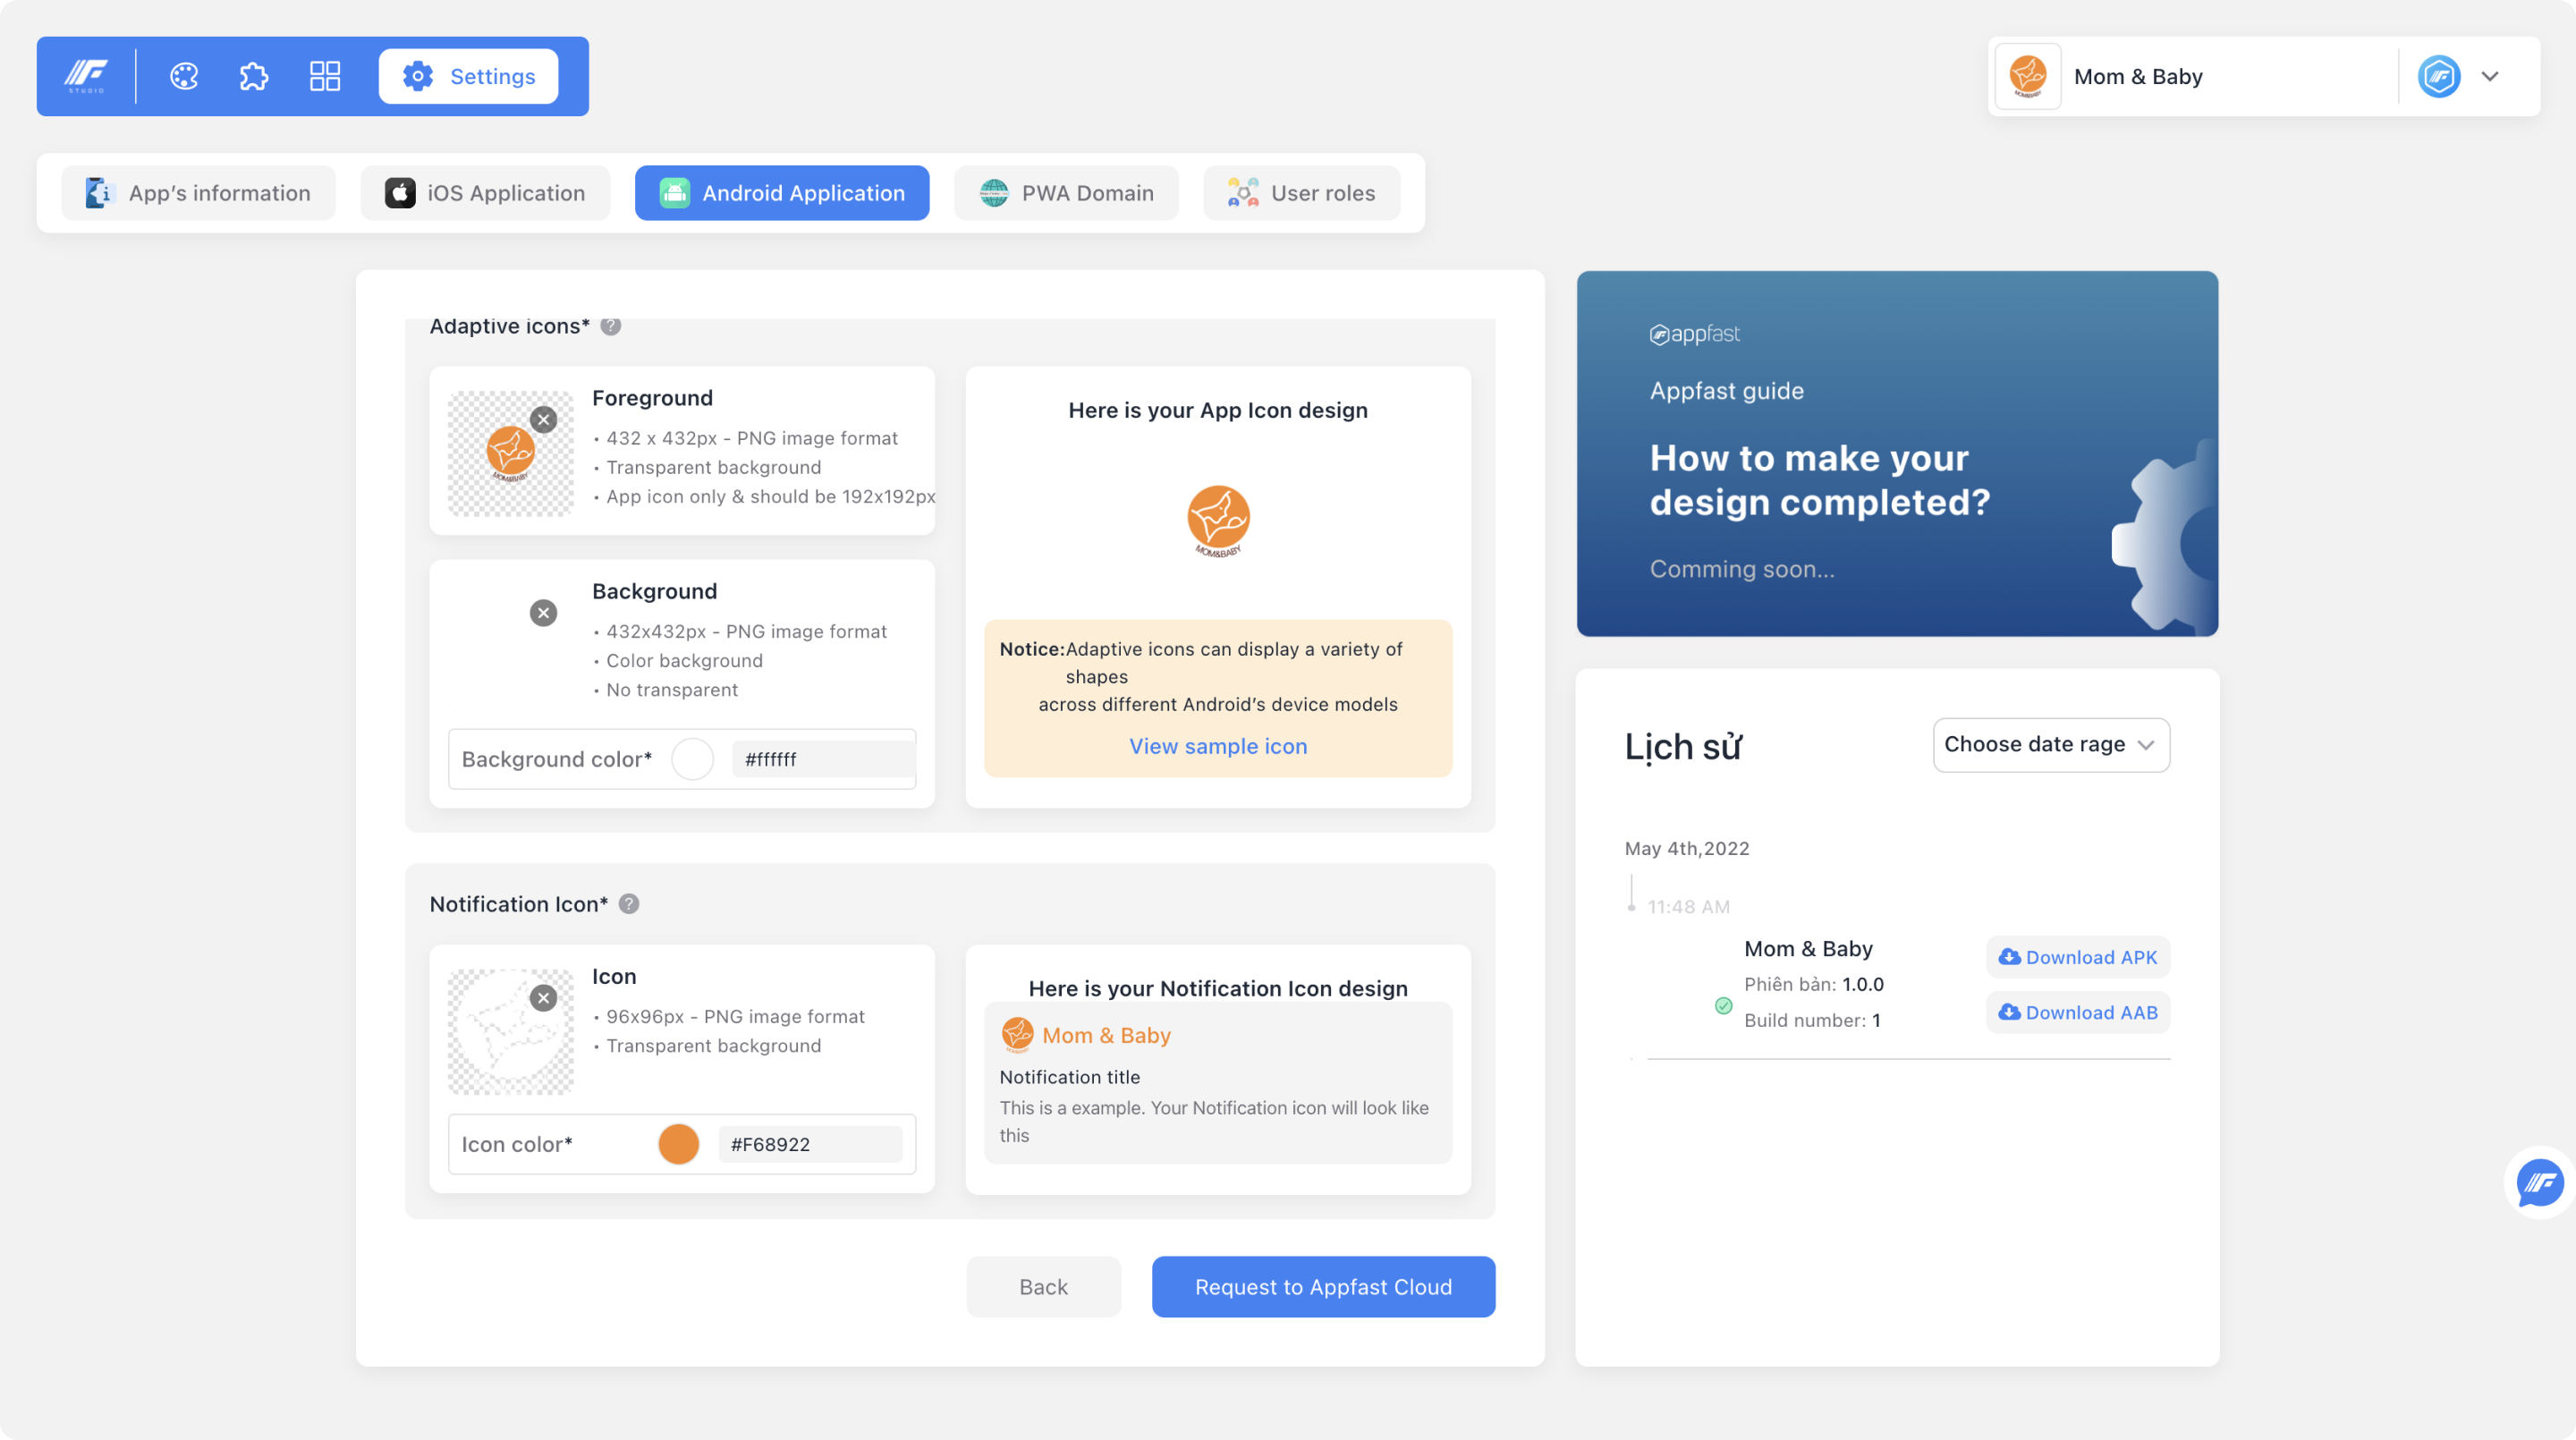 STUDIO
Settings
Mom & Baby
App's information
iOS Application
Android Application
PWA Domain
User roles
Adaptive icons*
Foreground
• 432 x 432px - PNG image format
• Transparent background
• App icon only & should be 192x192px
MOM&BABY
Background
• 432x432px - PNG image format
• Color background
• No transparent
Background color*
#ffffff
Here is your App Icon design
MOM&BABY
Notice:Adaptive icons can display a variety of
shapes
across different Android's device models
View sample icon
Notification Icon*
Icon
• 96x96px - PNG image format
• Transparent background
Icon color*
#F68922
Here is your Notification Icon design
Mom & Baby
Notification title
This is a example. Your Notification icon will look like
this
Back
Request to Appfast Cloud
appfast
Appfast guide
How to make your
design completed?
Comming soon...
Lịch sử
Choose date rage
May 4th,2022
11:48 AM
Mom & Baby
Phiên bản: 1.0.0
Build number: 1
Download APK
Download AAB